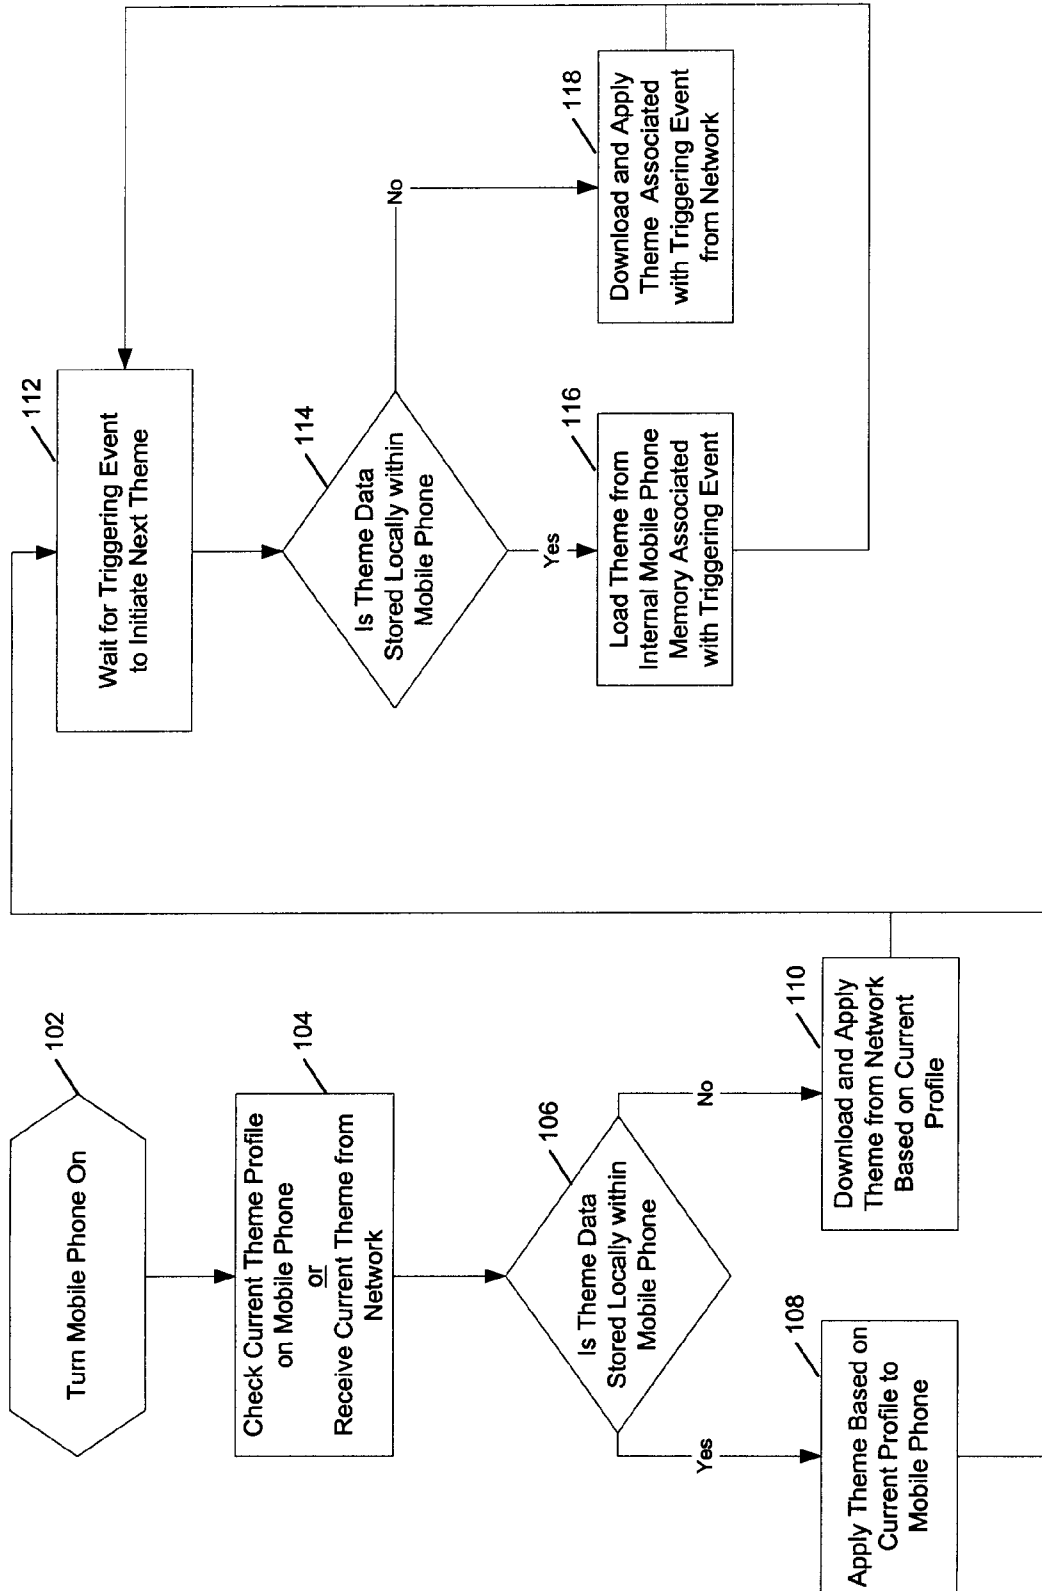 102
Turn Mobile Phone On
104
Check Current Theme Profile
on Mobile Phone
or
Receive Current Theme from
Network
106
Is Theme Data
Stored Locally within
Mobile Phone
Yes
No
108
Apply Theme Based on
Current Profile to
Mobile Phone
110
Download and Apply
Theme from Network
Based on Current
Profile
112
Wait for Triggering Event
to Initiate Next Theme
114
Is Theme Data
Stored Locally within
Mobile Phone
Yes
No
116
Load Theme from
Internal Mobile Phone
Memory Associated
with Triggering Event
118
Download and Apply
Theme Associated
with Triggering Event
from Network